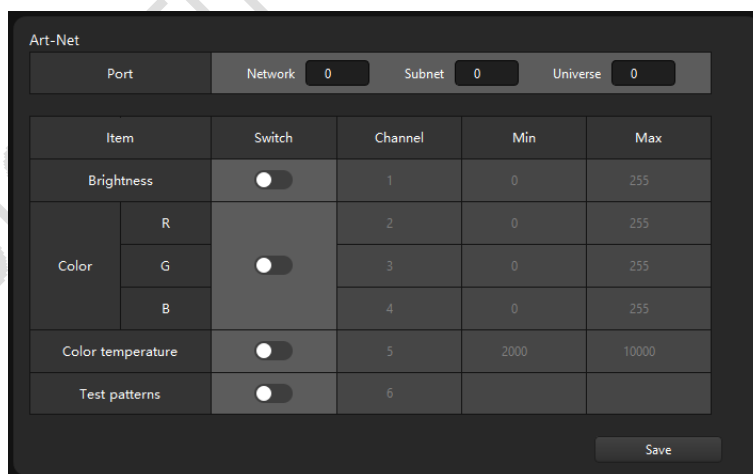 Art-Net
Port Network 0 Subnet 0 Universe 0
Item Switch Channel Min Max
Brightness 1 0 255
R 2 0 255
Color G 3 0 255
B 4 0 255
Color temperature 5 2000 10000
Test patterns 6
Save